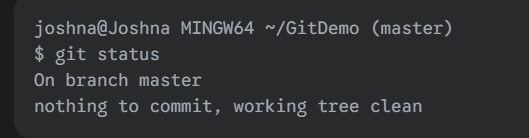 joshna@Joshna MINGW64 ~/GitDemo (master)
$ git status
On branch master
nothing to commit, working tree clean